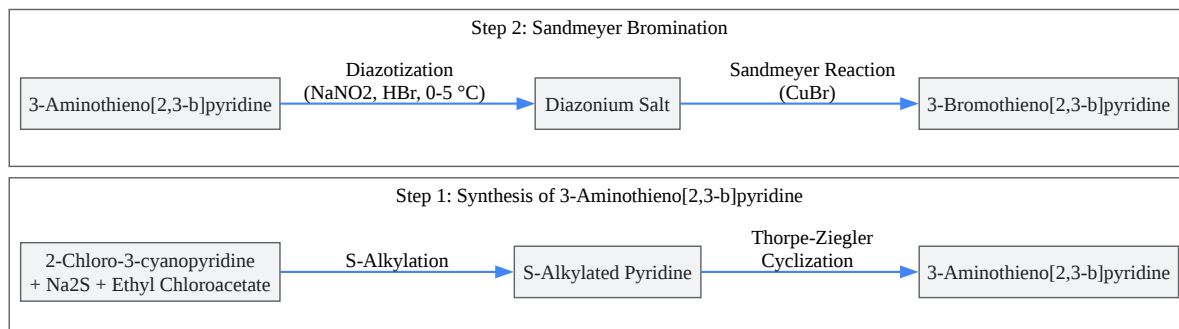 Step 2: Sandmeyer Bromination
3-Aminothieno[2,3-b]pyridine
Diazotization
(NaNO2, HBr, 0-5 °C)
Diazonium Salt
Sandmeyer Reaction
(CuBr)
3-Bromothieno[2,3-b]pyridine
Step 1: Synthesis of 3-Aminothieno[2,3-b]pyridine
2-Chloro-3-cyanopyridine
+ Na2S + Ethyl Chloroacetate
S-Alkylation
S-Alkylated Pyridine
Thorpe-Ziegler
Cyclization
3-Aminothieno[2,3-b]pyridine